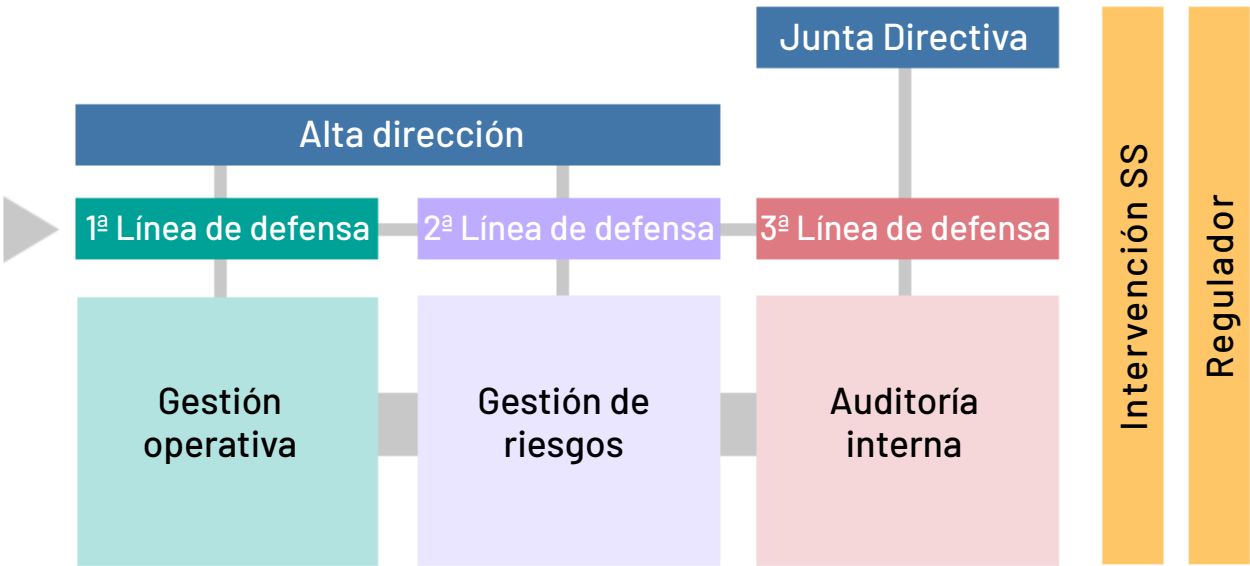 Junta Directiva
Alta dirección
1ª Línea de defensa
2ª Línea de defensa
3ª Línea de defensa
Gestión
operativa
Gestión de
riesgos
Auditoría
interna
Intervención SS
Regulador